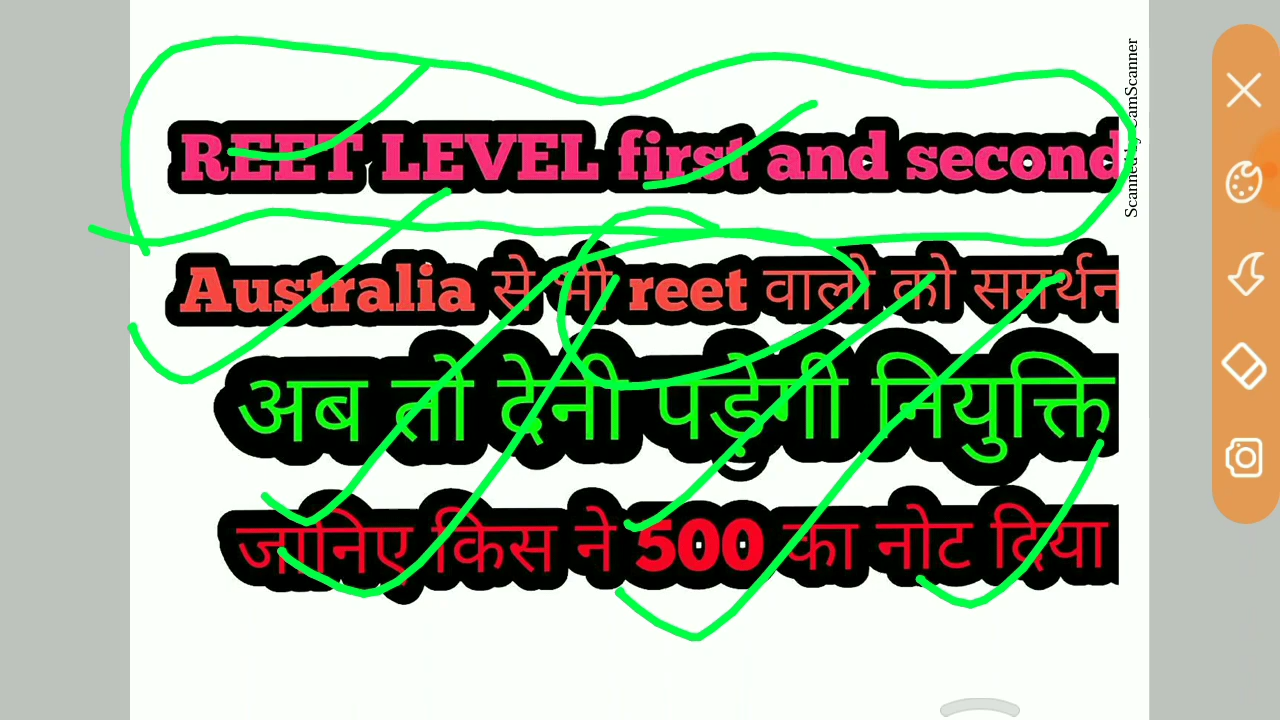 REET LEVEL first and second
Australia से भी reet वालो को समर्थन
अब तो देनी पड़ेगी नियुक्ति
जानिए किस ने 500 का नोट दिया
Scanned by CamScanner